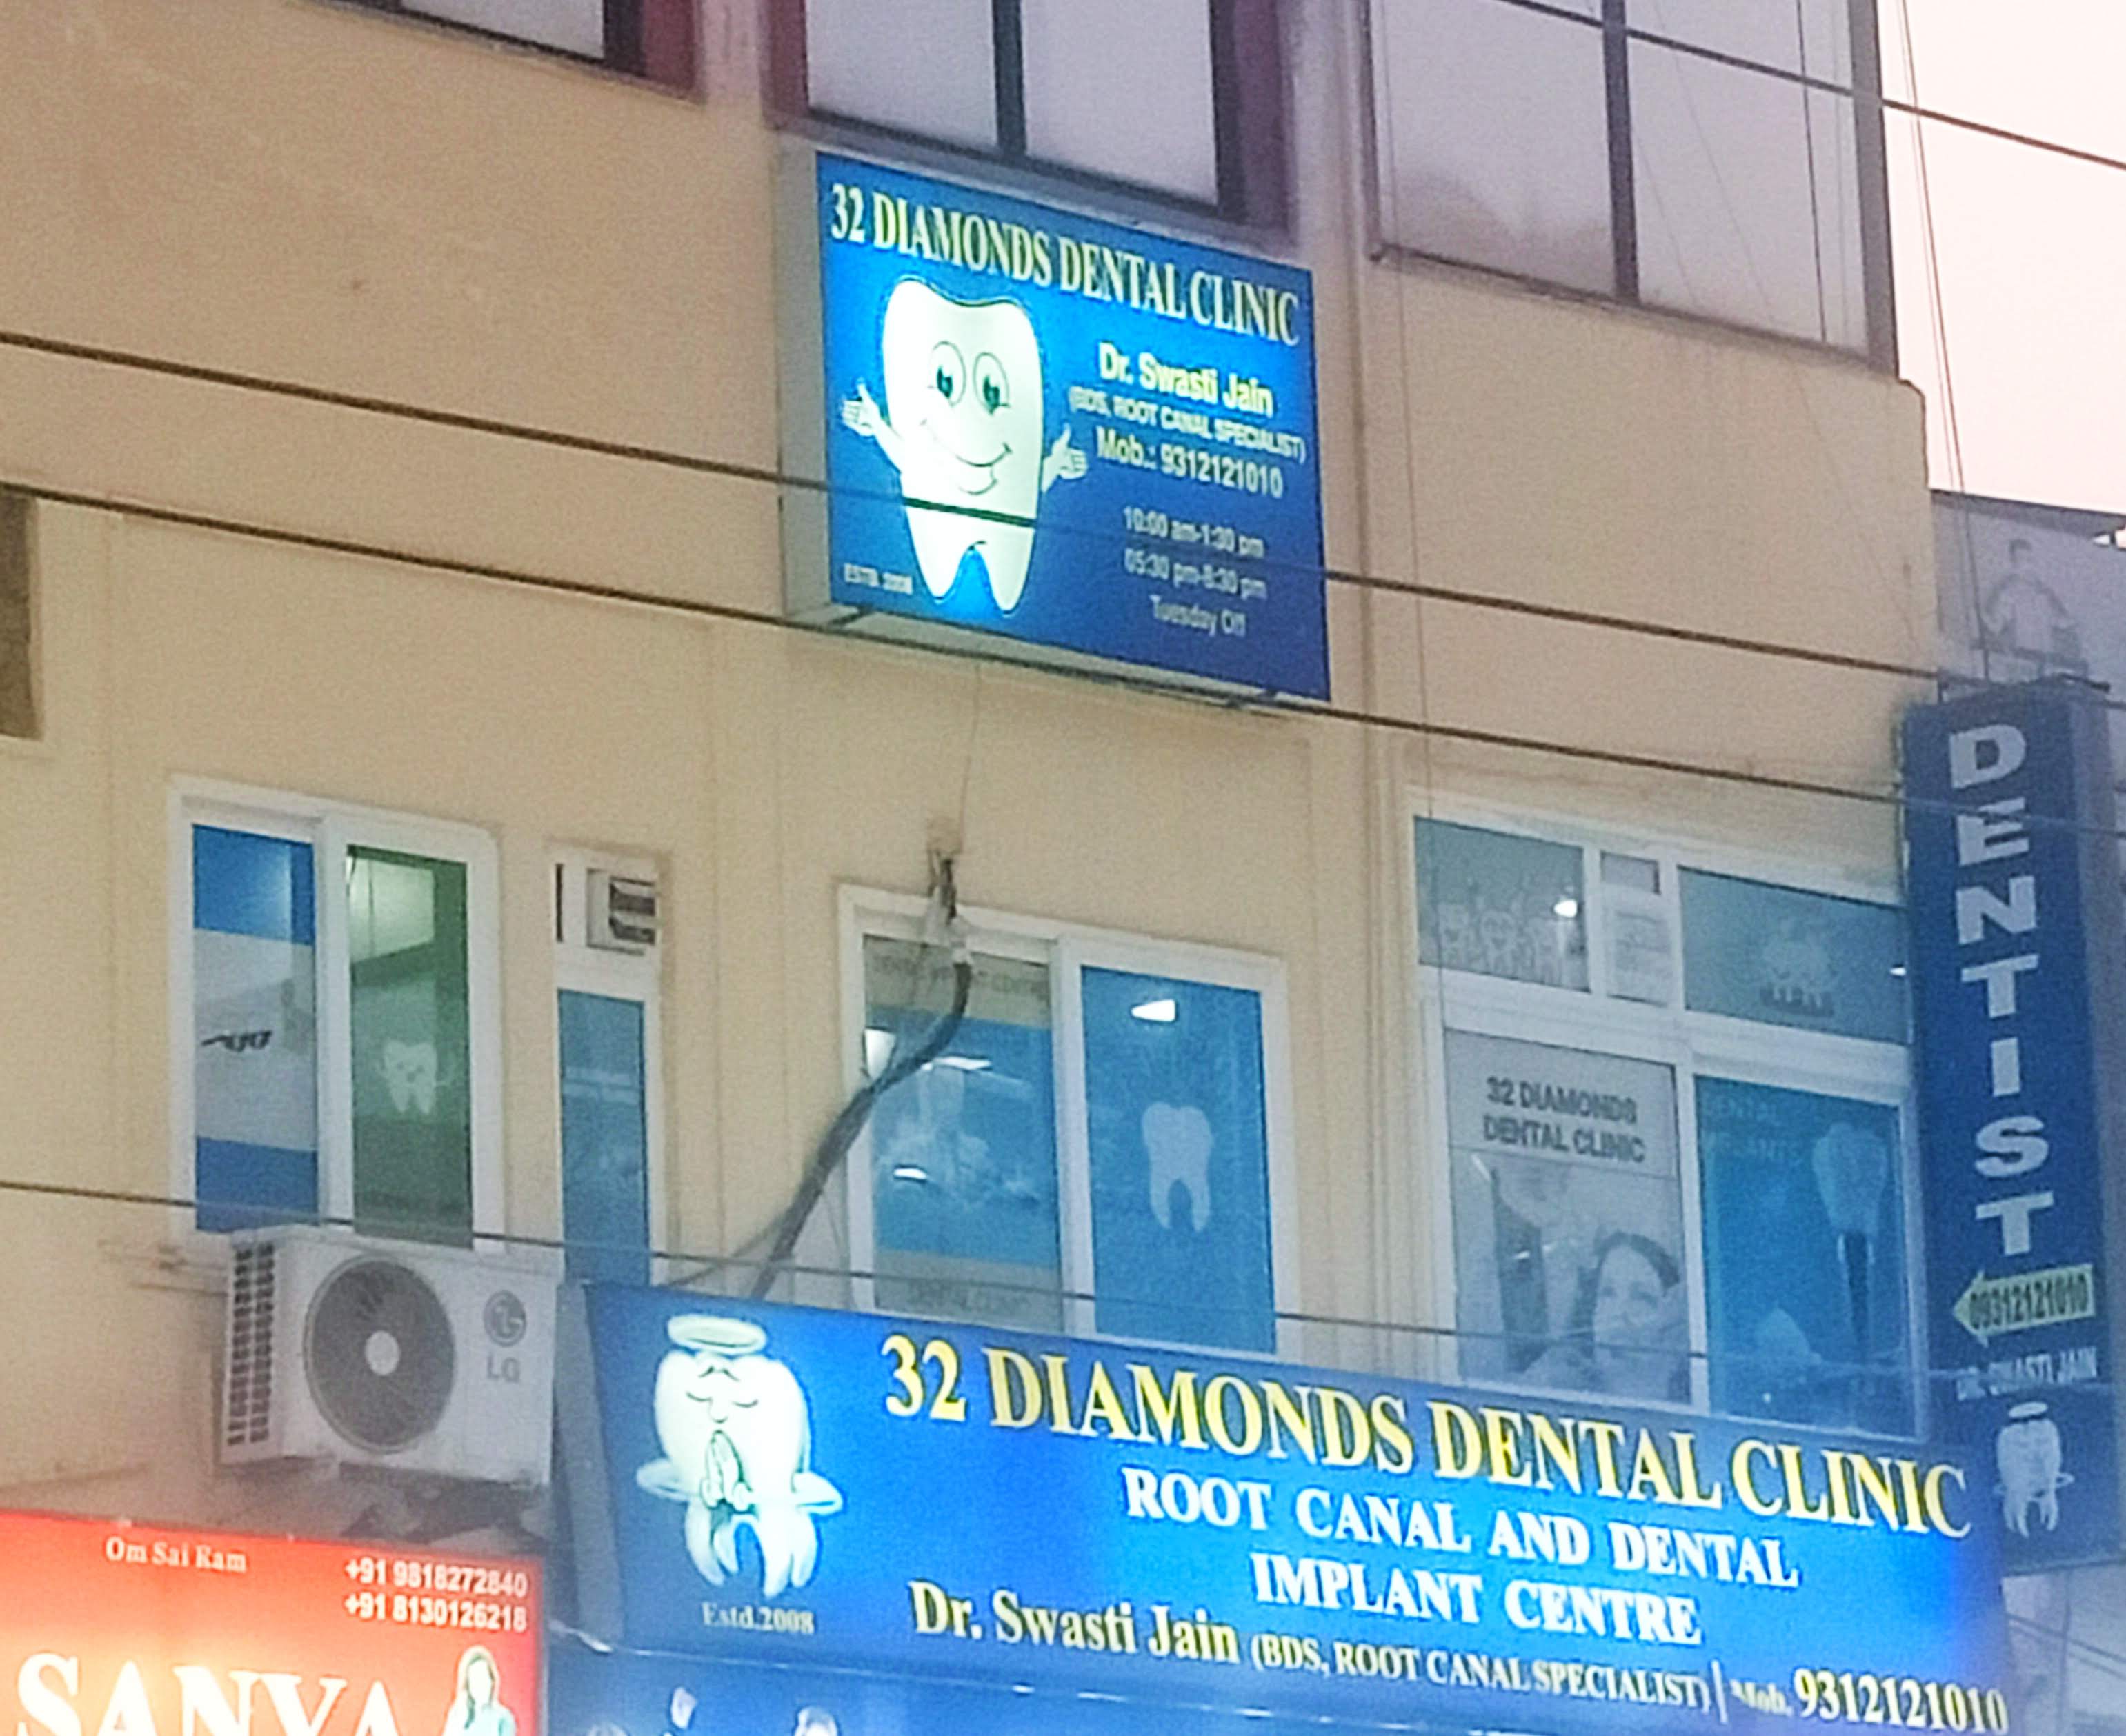 32 DIAMONDS DENTAL CLINIC
Dr. Swasti Jain
(BDS, ROOT CANAL SPECIALIST)
Mob.: 9312121010
10:00 am-1:30 pm
05:30 pm-8:30 pm
Tuesday Off
ESTB. 2008
DENTIST
09312121010
DR. SWASTI JAIN
32 DIAMONDS
DENTAL CLINIC
DENTAL
LG
32 DIAMONDS DENTAL CLINIC
ROOT CANAL AND DENTAL
IMPLANT CENTRE
Estd.2008
Dr. Swasti Jain (BDS, ROOT CANAL SPECIALIST) | Mob. 9312121010
Om Sai Ram
+91 9818272840
+91 8130126218
SANYA